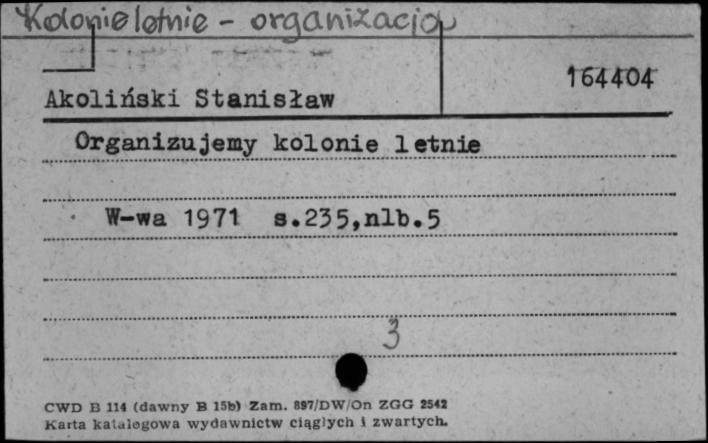 Kolonie letnie - organizacja
164404
Akoliński Stanisław
Organizujemy kolonie letnie
W-wa 1971 s.235,nlb.5
3
CWD B 114 (dawny B 15b) Zam. 897/DW/On ZGG 2542
Karta katalogowa wydawnictw ciągłych i zwartych.